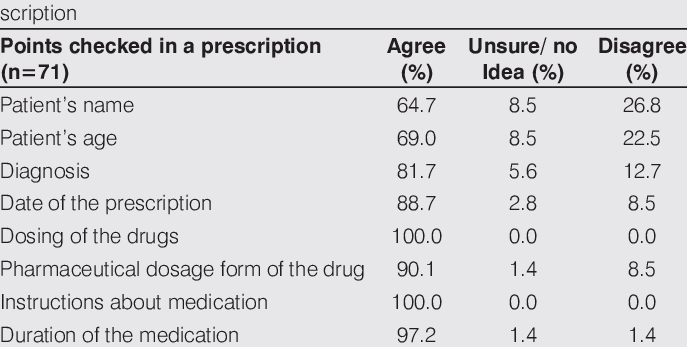 scription
Points checked in a prescription Agree Unsure/ no Disagree
(n=71) (%) Idea (%) (%)
Patient's name 64.7 8.5 26.8
Patient's age 69.0 8.5 22.5
Diagnosis 81.7 5.6 12.7
Date of the prescription 88.7 2.8 8.5
Dosing of the drugs 100.0 0.0 0.0
Pharmaceutical dosage form of the drug 90.1 1.4 8.5
Instructions about medication 100.0 0.0 0.0
Duration of the medication 97.2 1.4 1.4